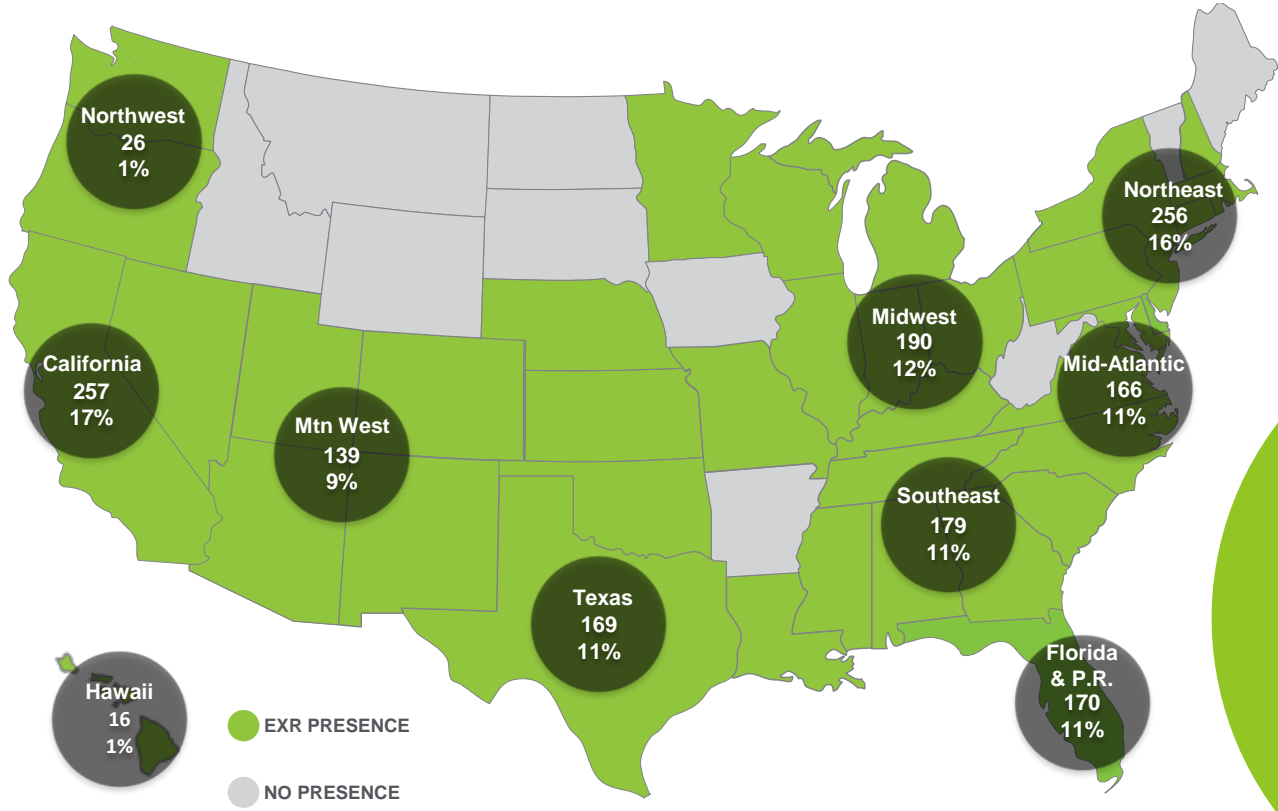 Northwest
26
1%
Northeast
256
16%
Midwest
190
12%
Mid-Atlantic
166
11%
California
257
17%
Mtn West
139
9%
Southeast
179
11%
Texas
169
11%
Florida
& P.R.
170
11%
Hawaii
16
1%
EXR PRESENCE
NO PRESENCE